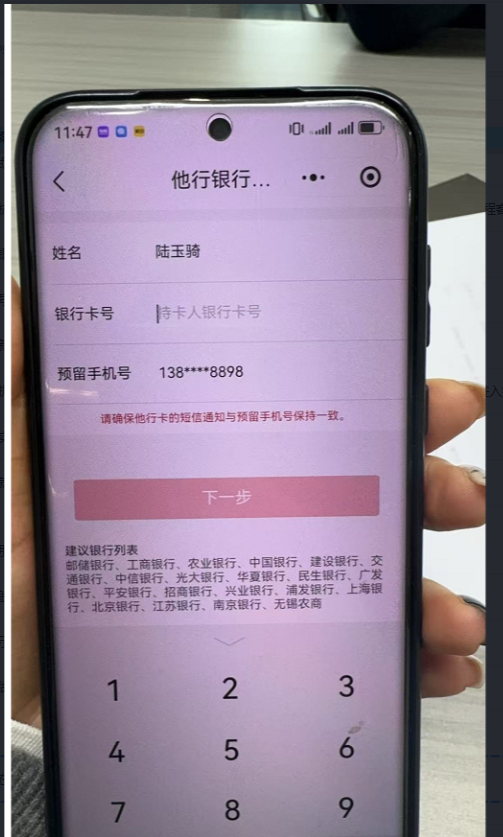 11:47
他行银行...
姓名 陆玉骑
银行卡号 持卡人银行卡号
预留手机号 138****8898
请确保他行卡的短信通知与预留手机号保持一致。
下一步
建议银行列表
邮储银行、工商银行、农业银行、中国银行、建设银行、交
通银行、中信银行、光大银行、华夏银行、民生银行、广发
银行、平安银行、招商银行、兴业银行、浦发银行、上海银
行、北京银行、江苏银行、南京银行、无锡农商
1 2 3
4 5 6
7 8 9